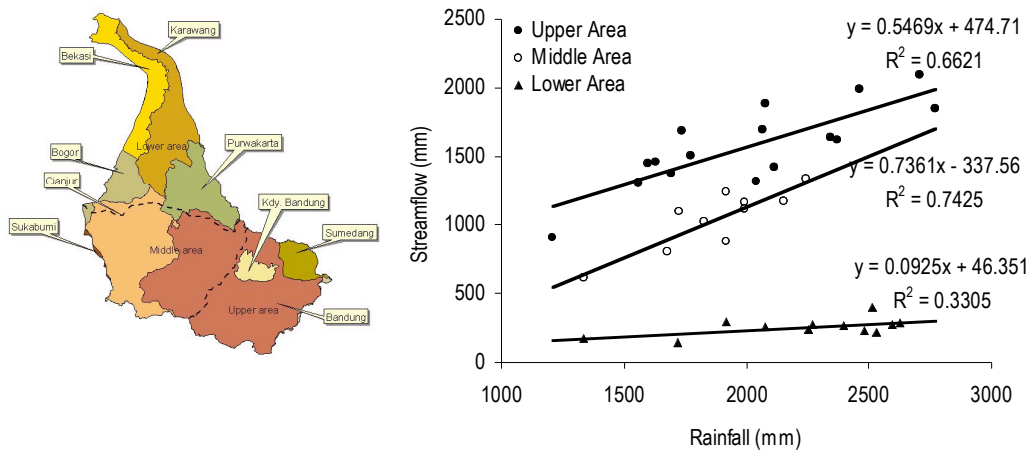 Karawang
Bekasi
Bogor
Lower area
Purwakarta
Cianjur
Kdy. Bandung
Sukabumi
Sumedang
Middle area
Upper area
Bandung
2500
2000
1500
1000
500
0
Streamflow (mm)
Upper Area
Middle Area
Lower Area
y = 0.5469x + 474.71
R² = 0.6621
y = 0.7361x - 337.56
R² = 0.7425
y = 0.0925x + 46.351
R² = 0.3305
1000 1500 2000 2500 3000
Rainfall (mm)